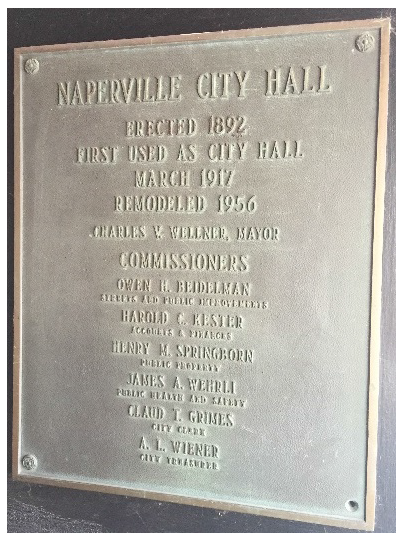 NAPERVILLE CITY HALL
ERECTED 1892
FIRST USED AS CITY HALL
MARCH 1917
REMODELED 1956
CHARLES V. WELLNER, MAYOR
COMMISSIONERS
OWEN H. BEIDELMAN
STREETS AND PUBLIC IMPROVEMENTS
HAROLD C. KESTER
ACCOUNTS & FINANCES
HENRY M. SPRINGBORN
PUBLIC PROPERTY
JAMES A. WEHRLI
PUBLIC HEALTH AND SAFETY
CLAUD T. GRIMES
CITY CLERK
A. L. WIENER
CITY TREASURER